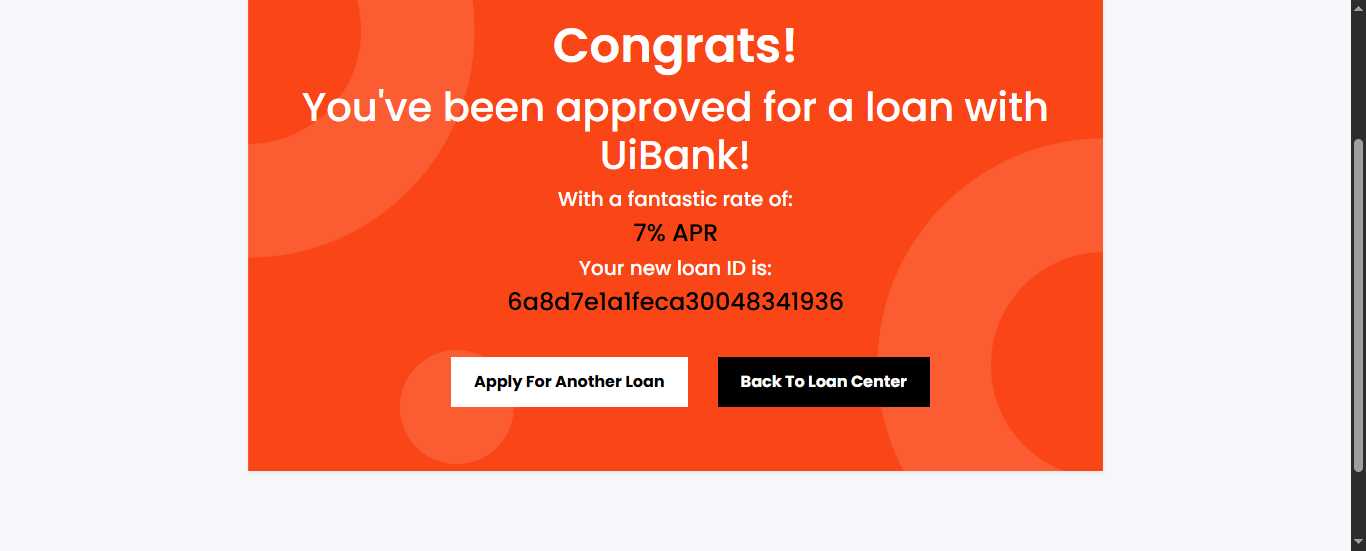 Congrats!
You've been approved for a loan with
UiBank!
With a fantastic rate of:
7% APR
Your new loan ID is:
6a8d7e1a1feca30048341936
Apply For Another Loan
Back To Loan Center